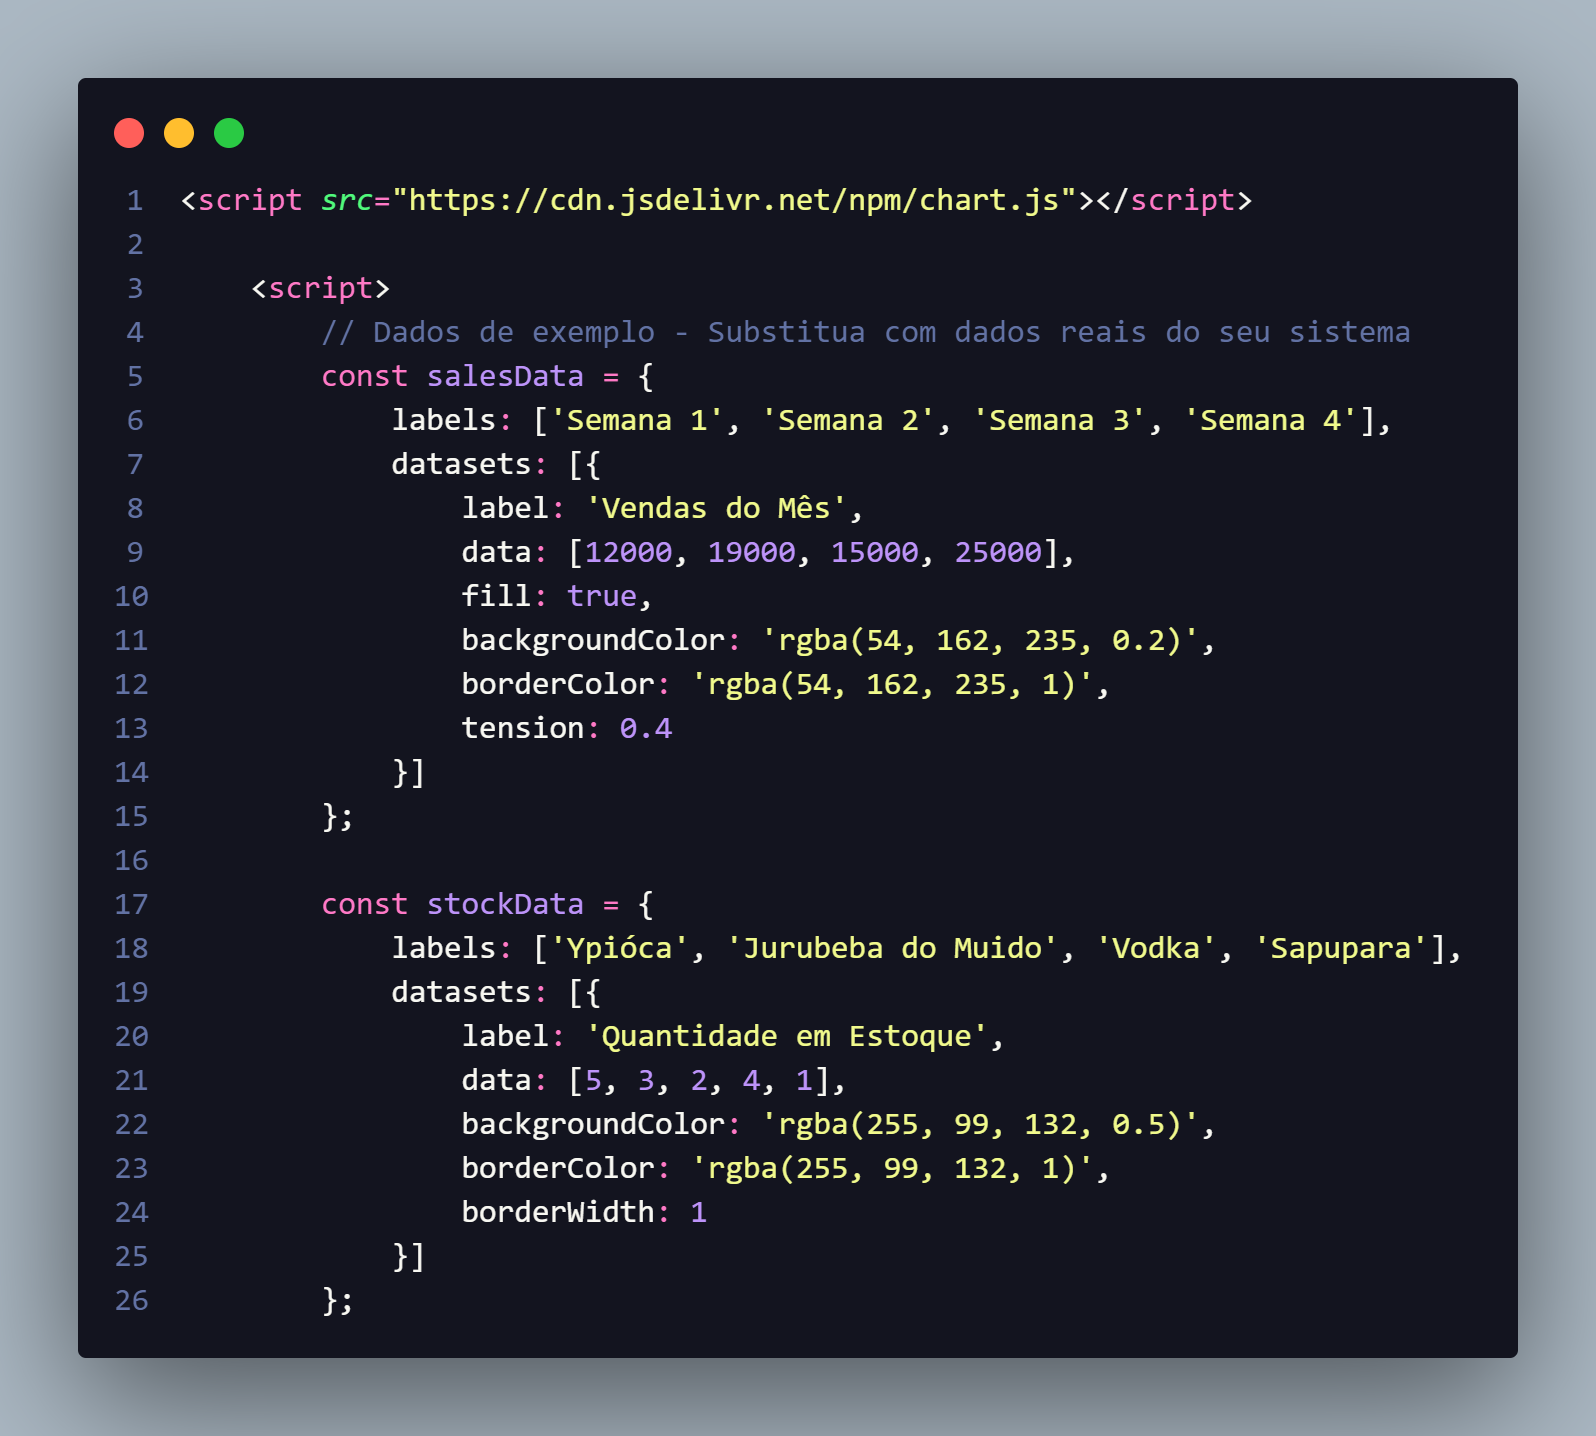 1 <script src="https://cdn.jsdelivr.net/npm/chart.js"></script>
2
3     <script>
4         // Dados de exemplo - Substitua com dados reais do seu sistema
5         const salesData = {
6             labels: ['Semana 1', 'Semana 2', 'Semana 3', 'Semana 4'],
7             datasets: [{
8                 label: 'Vendas do Mês',
9                 data: [12000, 19000, 15000, 25000],
10                 fill: true,
11                 backgroundColor: 'rgba(54, 162, 235, 0.2)',
12                 borderColor: 'rgba(54, 162, 235, 1)',
13                 tension: 0.4
14             }]
15         };
16
17         const stockData = {
18             labels: ['Ypióca', 'Jurubeba do Muido', 'Vodka', 'Sapupara'],
19             datasets: [{
20                 label: 'Quantidade em Estoque',
21                 data: [5, 3, 2, 4, 1],
22                 backgroundColor: 'rgba(255, 99, 132, 0.5)',
23                 borderColor: 'rgba(255, 99, 132, 1)',
24                 borderWidth: 1
25             }]
26         };